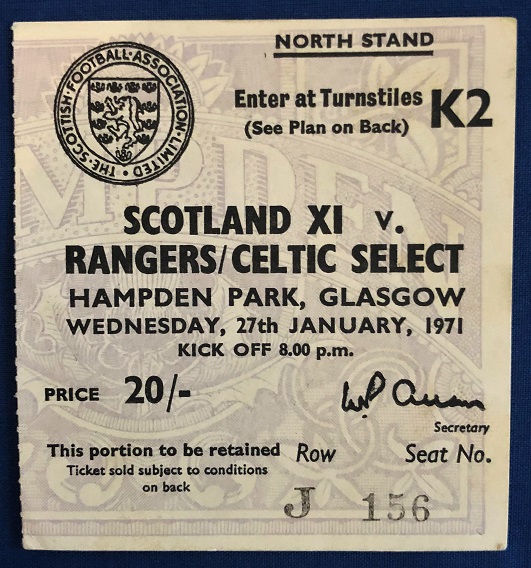 NORTH STAND
THE · SCOTTISH · FOOTBALL · ASSOCIATION · LIMITED ·
Enter at Turnstiles K2
(See Plan on Back)
HAMPDEN
SCOTLAND XI v.
RANGERS/CELTIC SELECT
HAMPDEN PARK, GLASGOW
WEDNESDAY, 27th JANUARY, 1971
KICK OFF 8.00 p.m.
PRICE 20/-
Secretary
This portion to be retained Row Seat No.
Ticket sold subject to conditions
on back
J 156